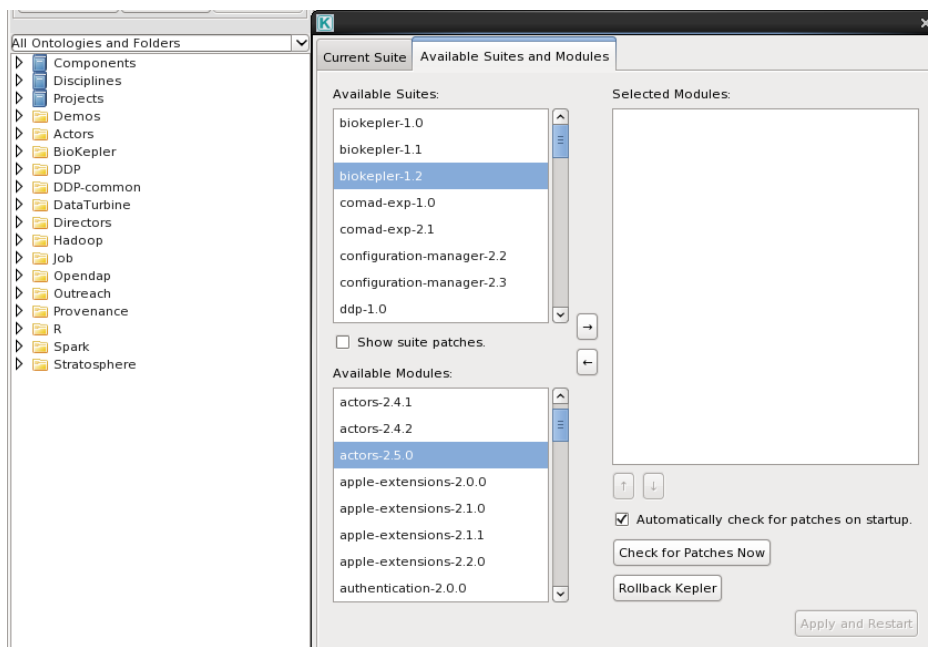 All Ontologies and Folders
Components
Disciplines
Projects
Demos
Actors
BioKepler
DDP
DDP-common
DataTurbine
Directors
Hadoop
Job
Opendap
Outreach
Provenance
R
Spark
Stratosphere
K
Current Suite
Available Suites and Modules
Available Suites:
biokepler-1.0
biokepler-1.1
biokepler-1.2
comad-exp-1.0
comad-exp-2.1
configuration-manager-2.2
configuration-manager-2.3
ddp-1.0
Show suite patches.
Available Modules:
actors-2.4.1
actors-2.4.2
actors-2.5.0
apple-extensions-2.0.0
apple-extensions-2.1.0
apple-extensions-2.1.1
apple-extensions-2.2.0
authentication-2.0.0
Selected Modules:
Automatically check for patches on startup.
Check for Patches Now
Rollback Kepler
Apply and Restart